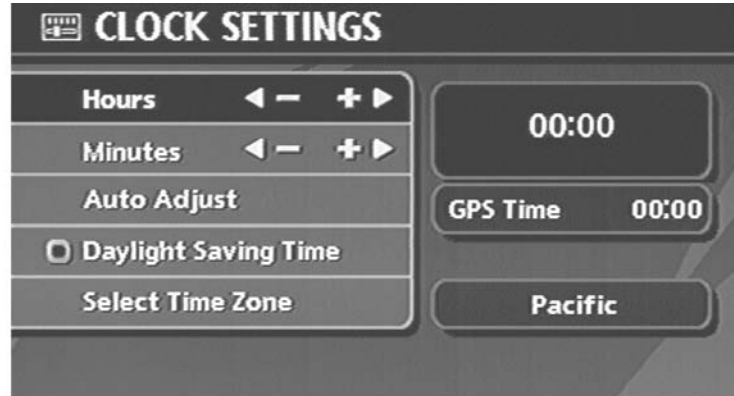 CLOCK SETTINGS
Hours ◀ − + ▶
00:00
Minutes ◀ − + ▶
Auto Adjust
GPS Time 00:00
Daylight Saving Time
Select Time Zone
Pacific